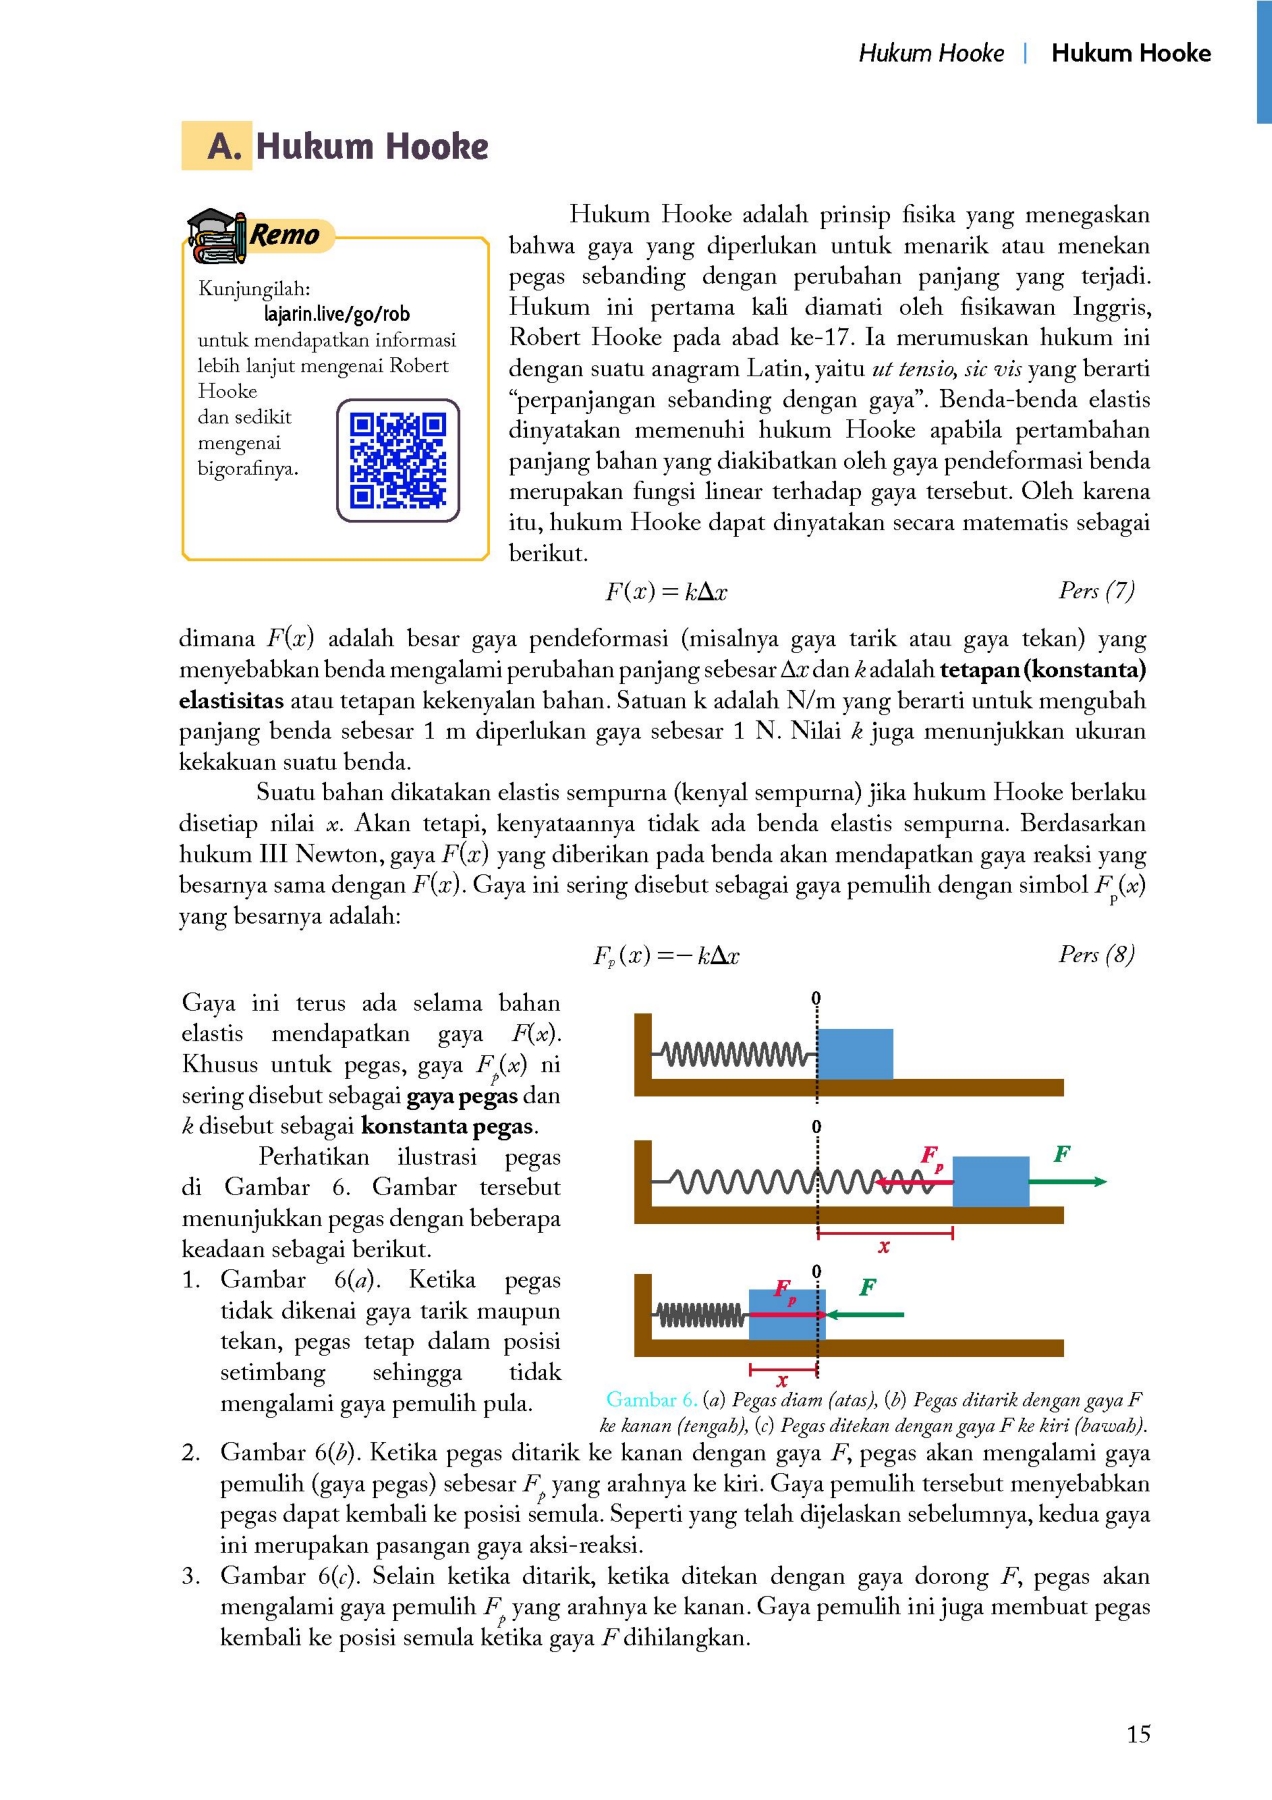 Hukum Hooke | Hukum Hooke
A. Hukum Hooke
Remo
Kunjungilah:
lajarin.live/go/rob
untuk mendapatkan informasi
lebih lanjut mengenai Robert
Hooke
dan sedikit
mengenai
bigorafinya.
Hukum Hooke adalah prinsip fisika yang menegaskan
bahwa gaya yang diperlukan untuk menarik atau menekan
pegas sebanding dengan perubahan panjang yang terjadi.
Hukum ini pertama kali diamati oleh fisikawan Inggris,
Robert Hooke pada abad ke-17. Ia merumuskan hukum ini
dengan suatu anagram Latin, yaitu ut tensio, sic vis yang berarti
“perpanjangan sebanding dengan gaya”. Benda-benda elastis
dinyatakan memenuhi hukum Hooke apabila pertambahan
panjang bahan yang diakibatkan oleh gaya pendeformasi benda
merupakan fungsi linear terhadap gaya tersebut. Oleh karena
itu, hukum Hooke dapat dinyatakan secara matematis sebagai
berikut.
F(x) = kΔx Pers (7)
dimana F(x) adalah besar gaya pendeformasi (misalnya gaya tarik atau gaya tekan) yang
menyebabkan benda mengalami perubahan panjang sebesar Δx dan k adalah tetapan (konstanta)
elastisitas atau tetapan kekenyalan bahan. Satuan k adalah N/m yang berarti untuk mengubah
panjang benda sebesar 1 m diperlukan gaya sebesar 1 N. Nilai k juga menunjukkan ukuran
kekakuan suatu benda.
Suatu bahan dikatakan elastis sempurna (kenyal sempurna) jika hukum Hooke berlaku
disetiap nilai x. Akan tetapi, kenyataannya tidak ada benda elastis sempurna. Berdasarkan
hukum III Newton, gaya F(x) yang diberikan pada benda akan mendapatkan gaya reaksi yang
besarnya sama dengan F(x). Gaya ini sering disebut sebagai gaya pemulih dengan simbol Fp(x)
yang besarnya adalah:
Fp(x) = − kΔx Pers (8)
Gaya ini terus ada selama bahan
elastis mendapatkan gaya F(x).
Khusus untuk pegas, gaya Fp(x) ni
sering disebut sebagai gaya pegas dan
k disebut sebagai konstanta pegas.
Perhatikan ilustrasi pegas
di Gambar 6. Gambar tersebut
menunjukkan pegas dengan beberapa
keadaan sebagai berikut.
1. Gambar 6(a). Ketika pegas
tidak dikenai gaya tarik maupun
tekan, pegas tetap dalam posisi
setimbang sehingga tidak
mengalami gaya pemulih pula.
0
0
Fp F
x
0
Fp F
x
Gambar 6. (a) Pegas diam (atas), (b) Pegas ditarik dengan gaya F
ke kanan (tengah), (c) Pegas ditekan dengan gaya F ke kiri (bawah).
2. Gambar 6(b). Ketika pegas ditarik ke kanan dengan gaya F, pegas akan mengalami gaya
pemulih (gaya pegas) sebesar Fp yang arahnya ke kiri. Gaya pemulih tersebut menyebabkan
pegas dapat kembali ke posisi semula. Seperti yang telah dijelaskan sebelumnya, kedua gaya
ini merupakan pasangan gaya aksi-reaksi.
3. Gambar 6(c). Selain ketika ditarik, ketika ditekan dengan gaya dorong F, pegas akan
mengalami gaya pemulih Fp yang arahnya ke kanan. Gaya pemulih ini juga membuat pegas
kembali ke posisi semula ketika gaya F dihilangkan.
15